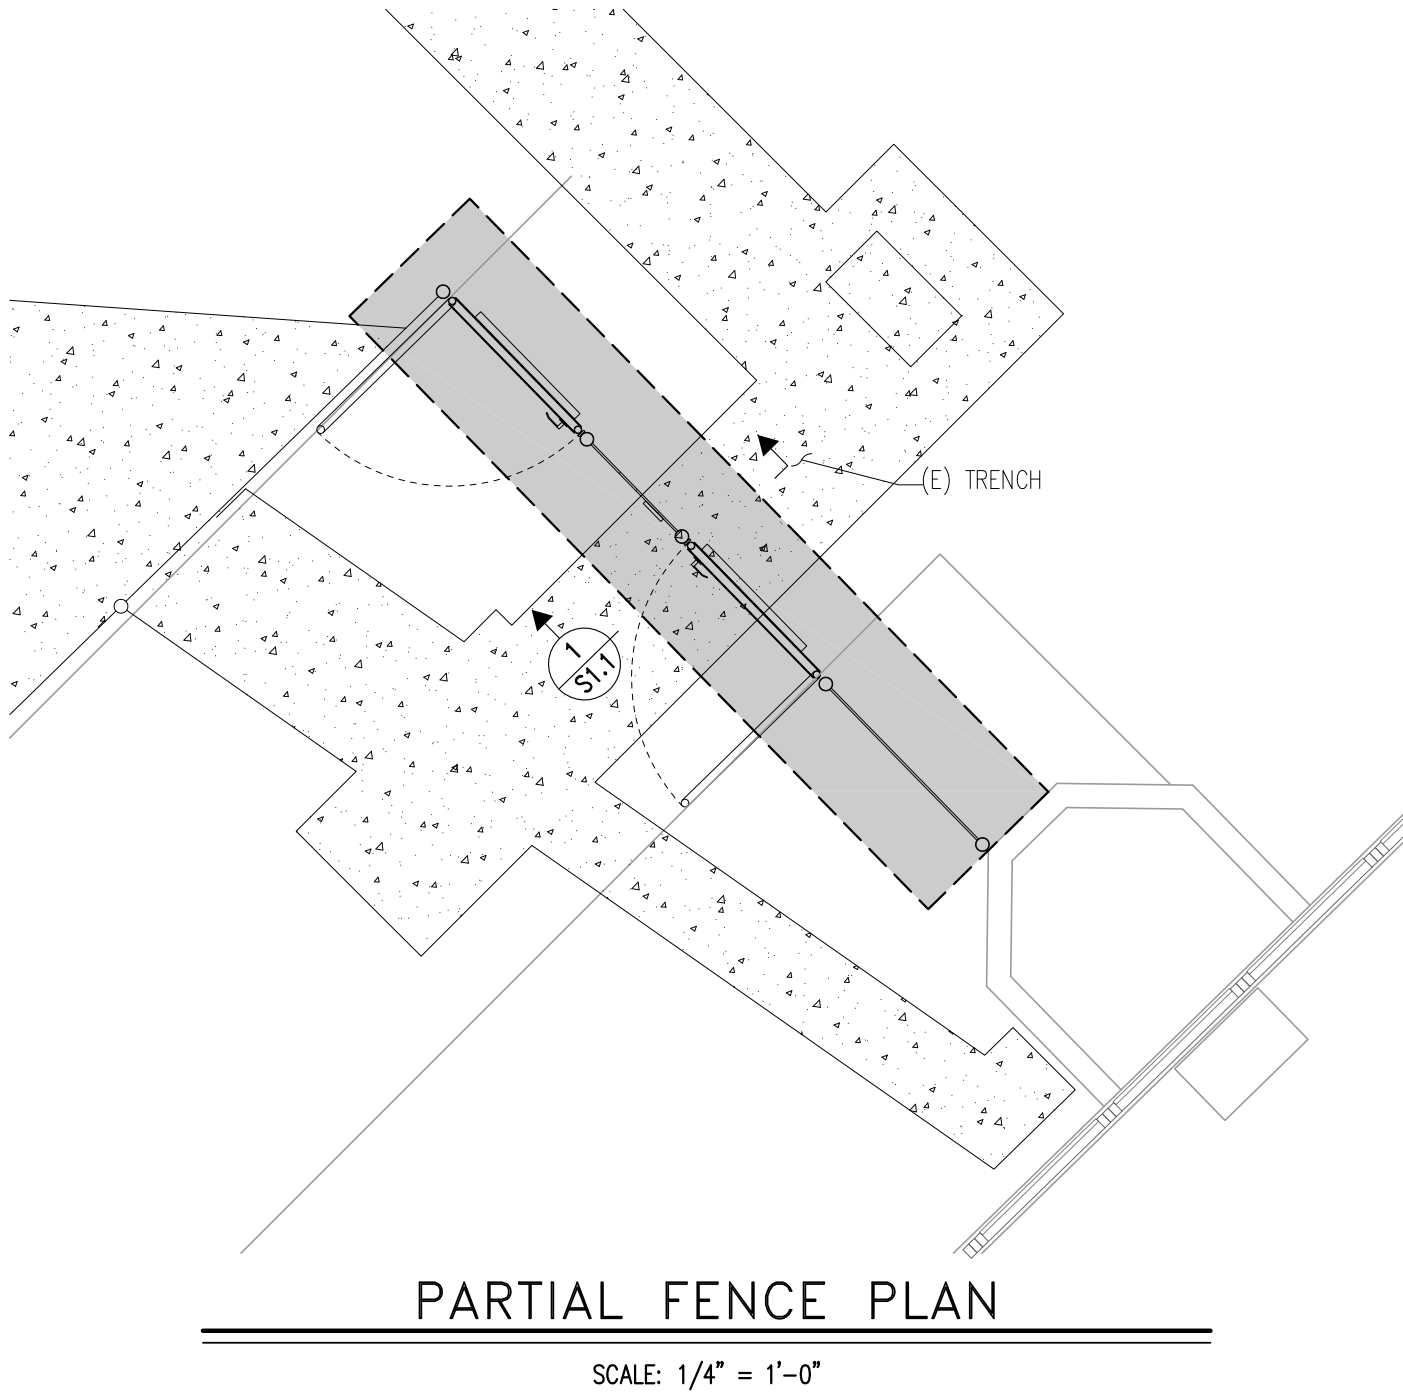 (E) TRENCH
1
S1.1
PARTIAL FENCE PLAN
SCALE: 1/4" = 1'-0"